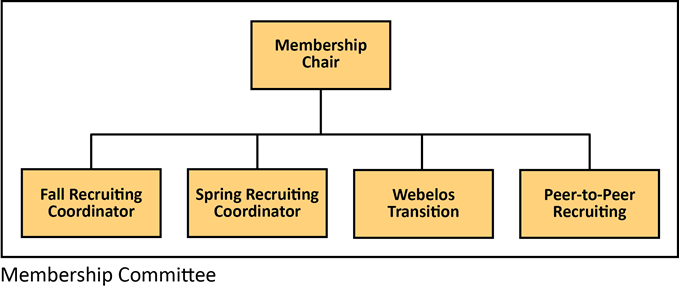 Membership
Chair
Fall Recruiting
Coordinator
Spring Recruiting
Coordinator
Webelos
Transition
Peer-to-Peer
Recruiting
Membership Committee